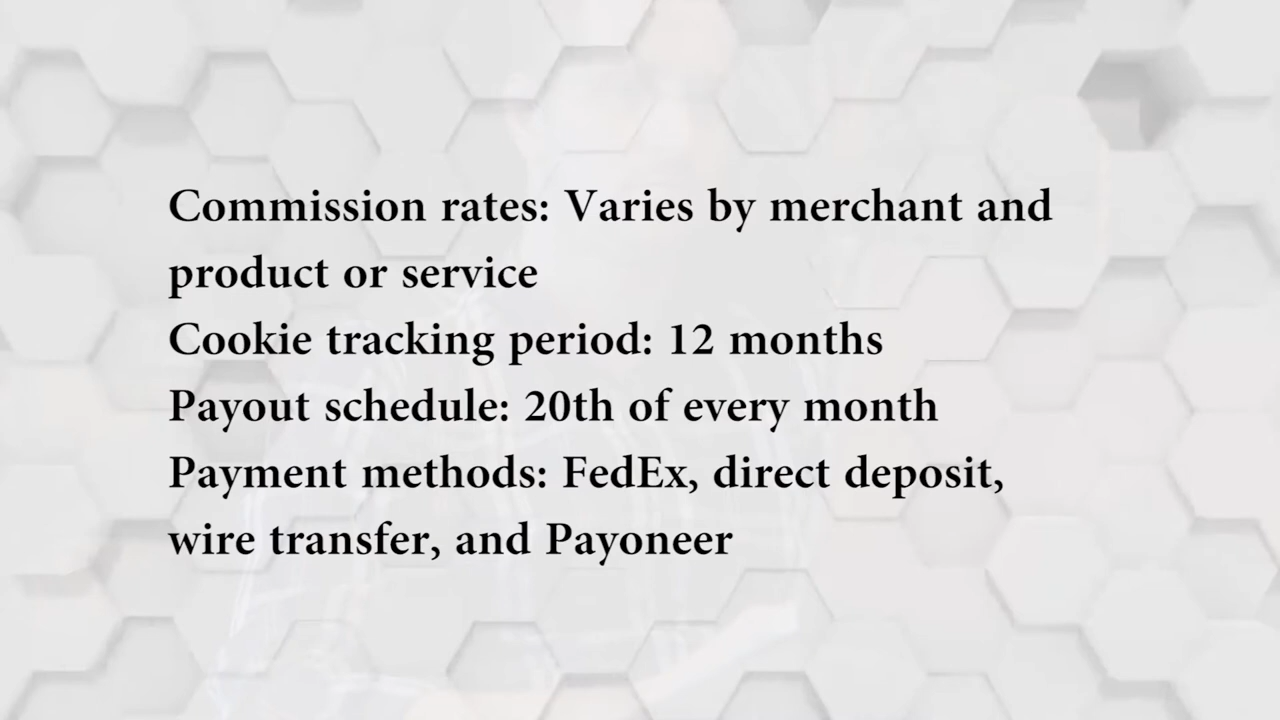 Commission rates: Varies by merchant and
product or service
Cookie tracking period: 12 months
Payout schedule: 20th of every month
Payment methods: FedEx, direct deposit,
wire transfer, and Payoneer